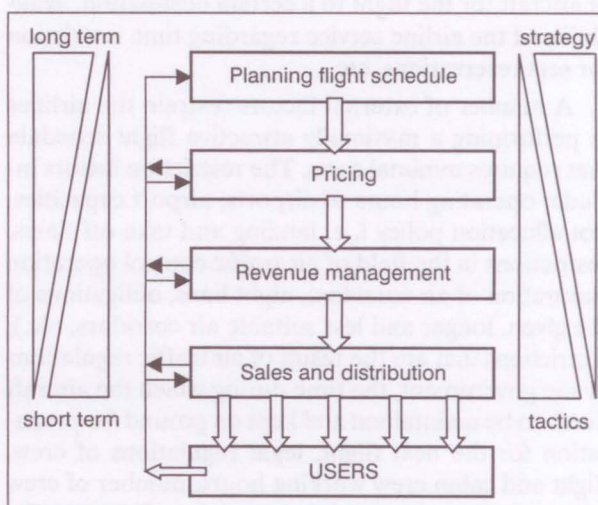 long term
strategy
Planning flight schedule
Pricing
Revenue management
Sales and distribution
short term
tactics
USERS